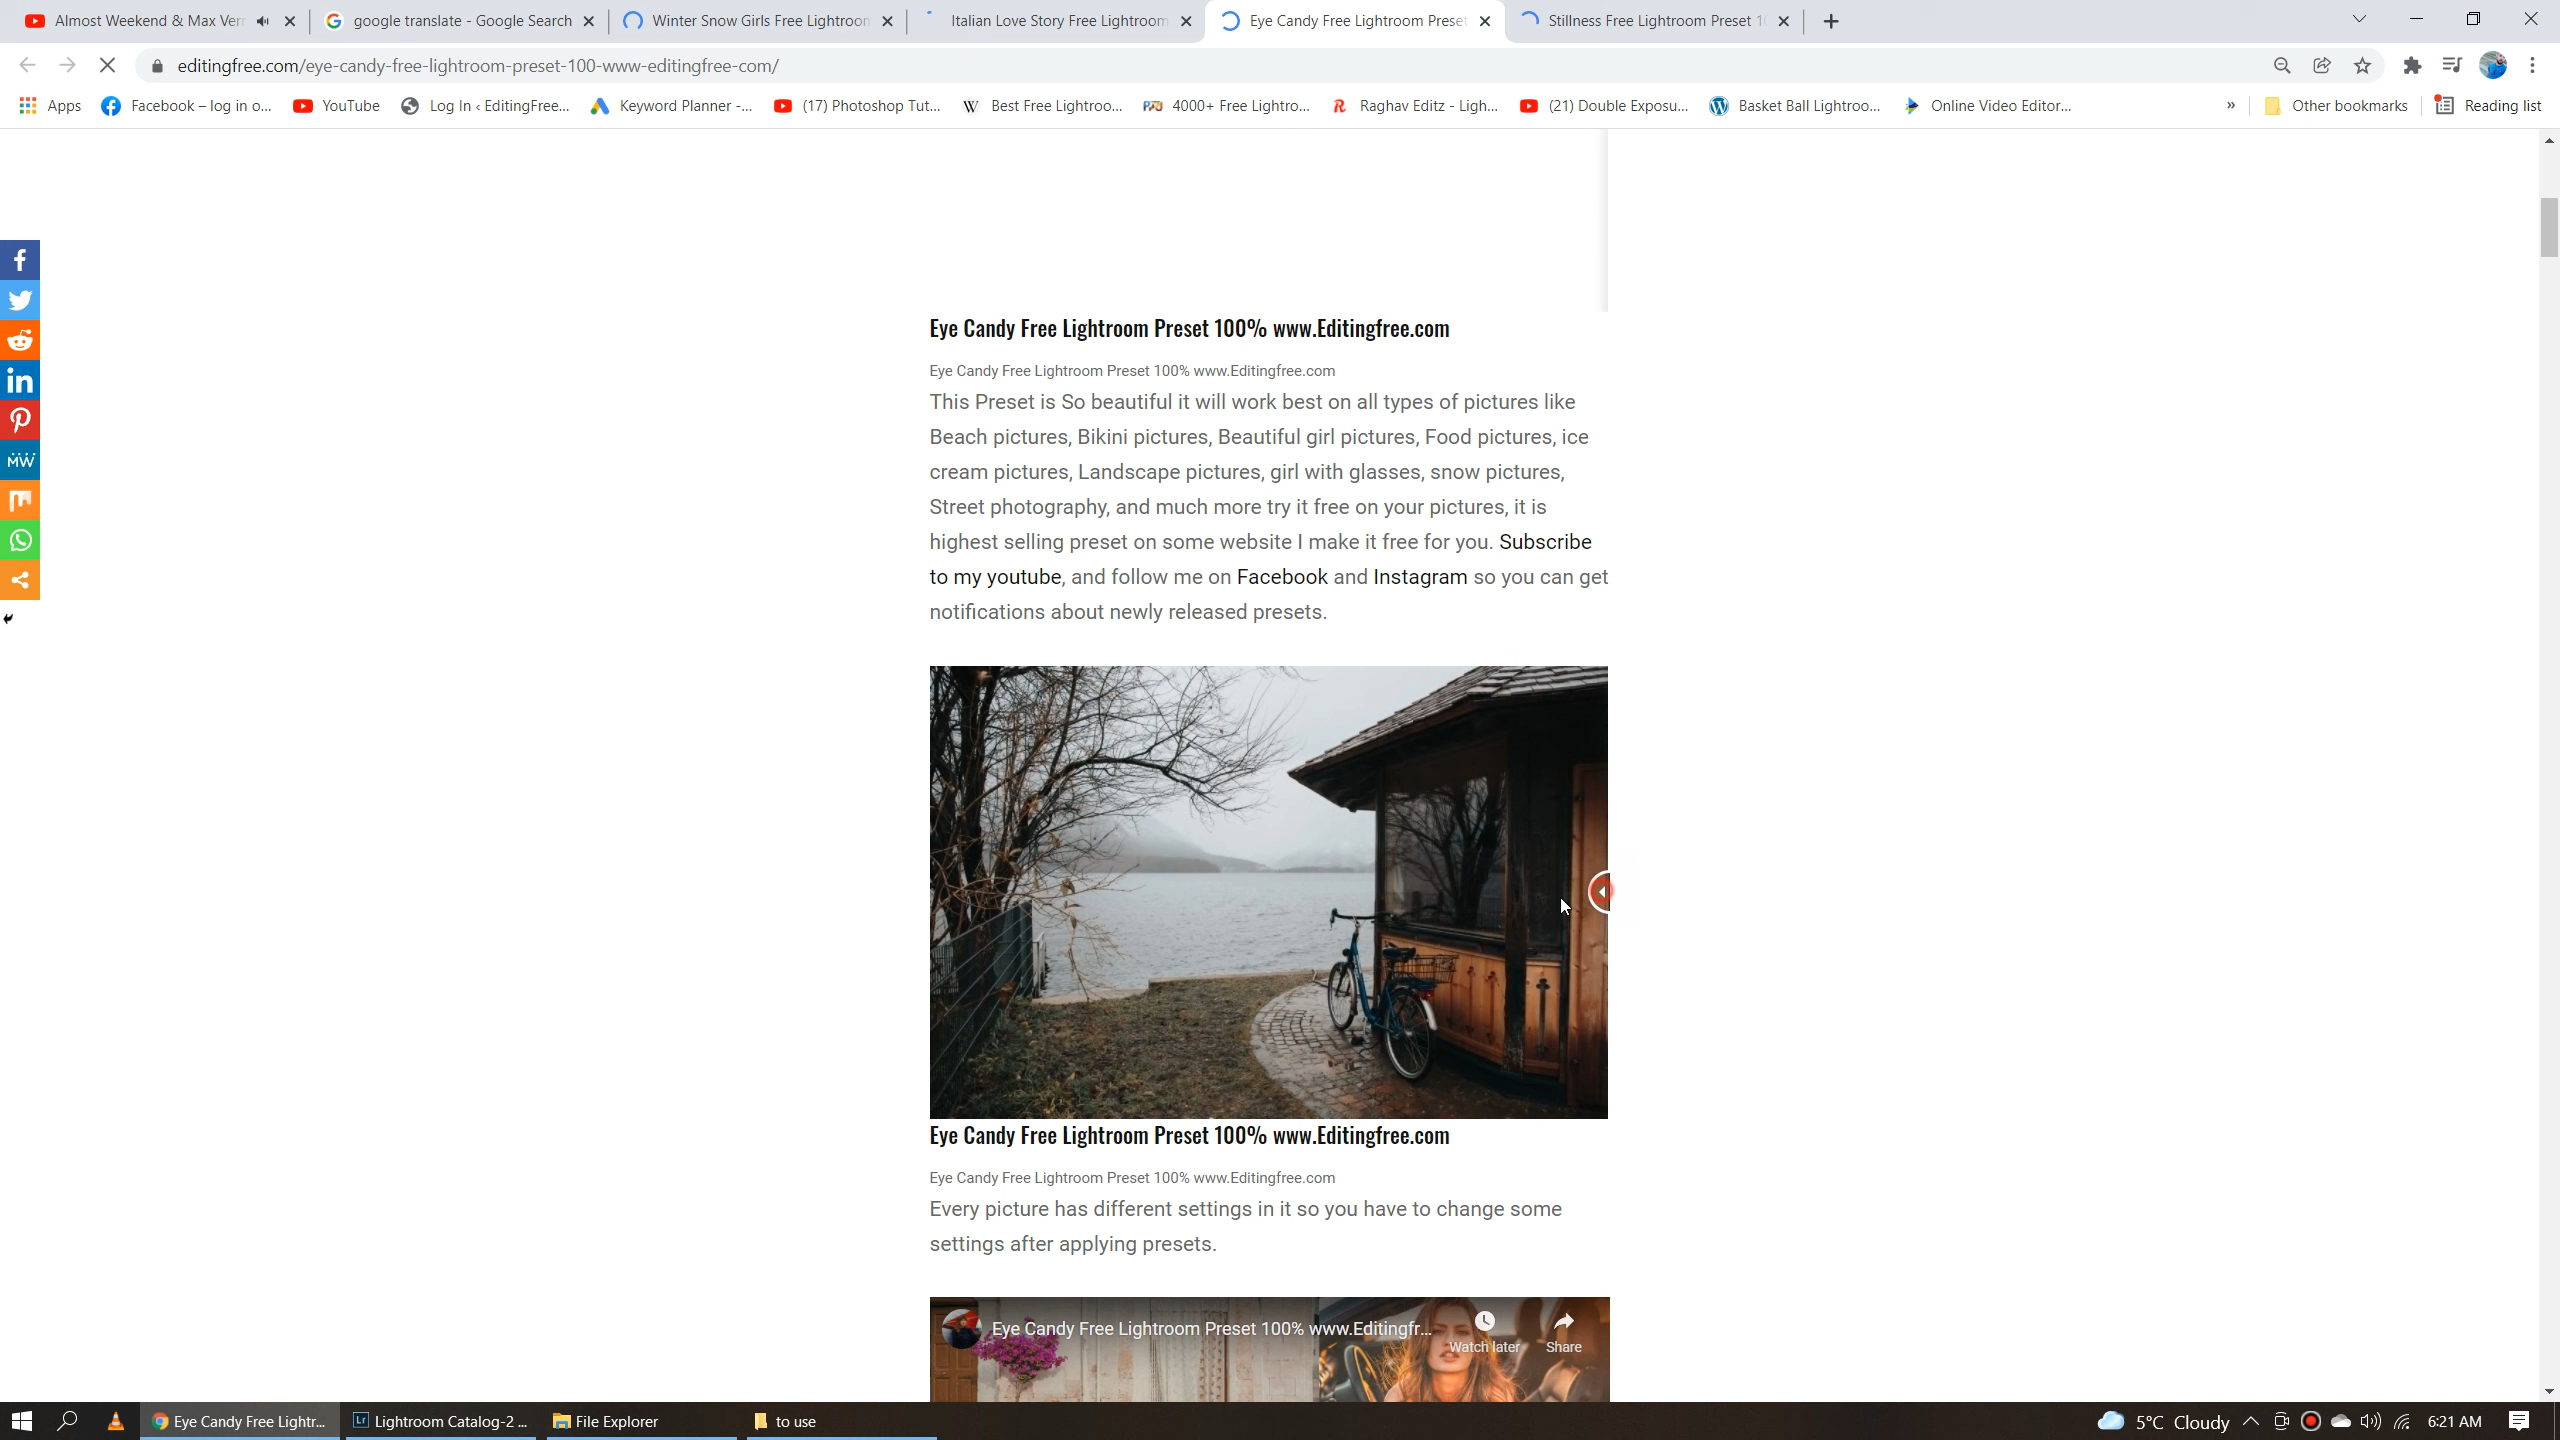 Almost Weekend & Max Ver
google translate - Google Search
Winter Snow Girls Free Lightroom
Italian Love Story Free Lightroom
Eye Candy Free Lightroom Preset
Stillness Free Lightroom Preset 10
editingfree.com/eye-candy-free-lightroom-preset-100-www-editingfree-com/
Apps
Facebook – log in o...
YouTube
Log In ‹ EditingFree...
Keyword Planner -...
(17) Photoshop Tut...
Best Free Lightroo...
4000+ Free Lightro...
Raghav Editz - Ligh...
(21) Double Exposu...
Basket Ball Lightroo...
Online Video Editor...
»
Other bookmarks
Reading list
Eye Candy Free Lightroom Preset 100% www.Editingfree.com
Eye Candy Free Lightroom Preset 100% www.Editingfree.com
This Preset is So beautiful it will work best on all types of pictures like
Beach pictures, Bikini pictures, Beautiful girl pictures, Food pictures, ice
cream pictures, Landscape pictures, girl with glasses, snow pictures,
Street photography, and much more try it free on your pictures, it is
highest selling preset on some website I make it free for you. Subscribe
to my youtube, and follow me on Facebook and Instagram so you can get
notifications about newly released presets.
Eye Candy Free Lightroom Preset 100% www.Editingfree.com
Eye Candy Free Lightroom Preset 100% www.Editingfree.com
Every picture has different settings in it so you have to change some
settings after applying presets.
Eye Candy Free Lightroom Preset 100% www.Editingfr...
Watch later
Share
Eye Candy Free Lightr...
Lightroom Catalog-2 ...
File Explorer
to use
5°C Cloudy
6:21 AM